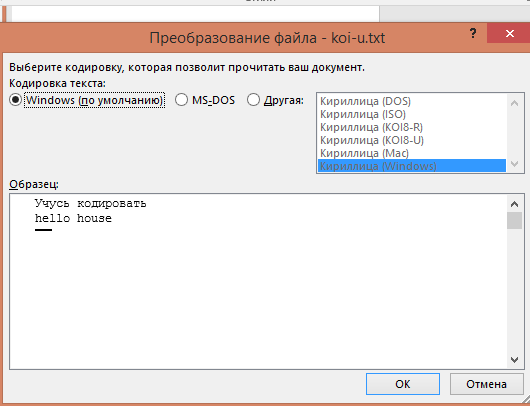 Преобразование файла - koi-u.txt
? ×
Выберите кодировку, которая позволит прочитать ваш документ.
Кодировка текста:
Windows (по умолчанию) MS-DOS Другая:
Кириллица (DOS)
Кириллица (ISO)
Кириллица (KOI8-R)
Кириллица (KOI8-U)
Кириллица (Mac)
Кириллица (Windows)
Образец:
Учусь кодировать
hello house
ОК Отмена